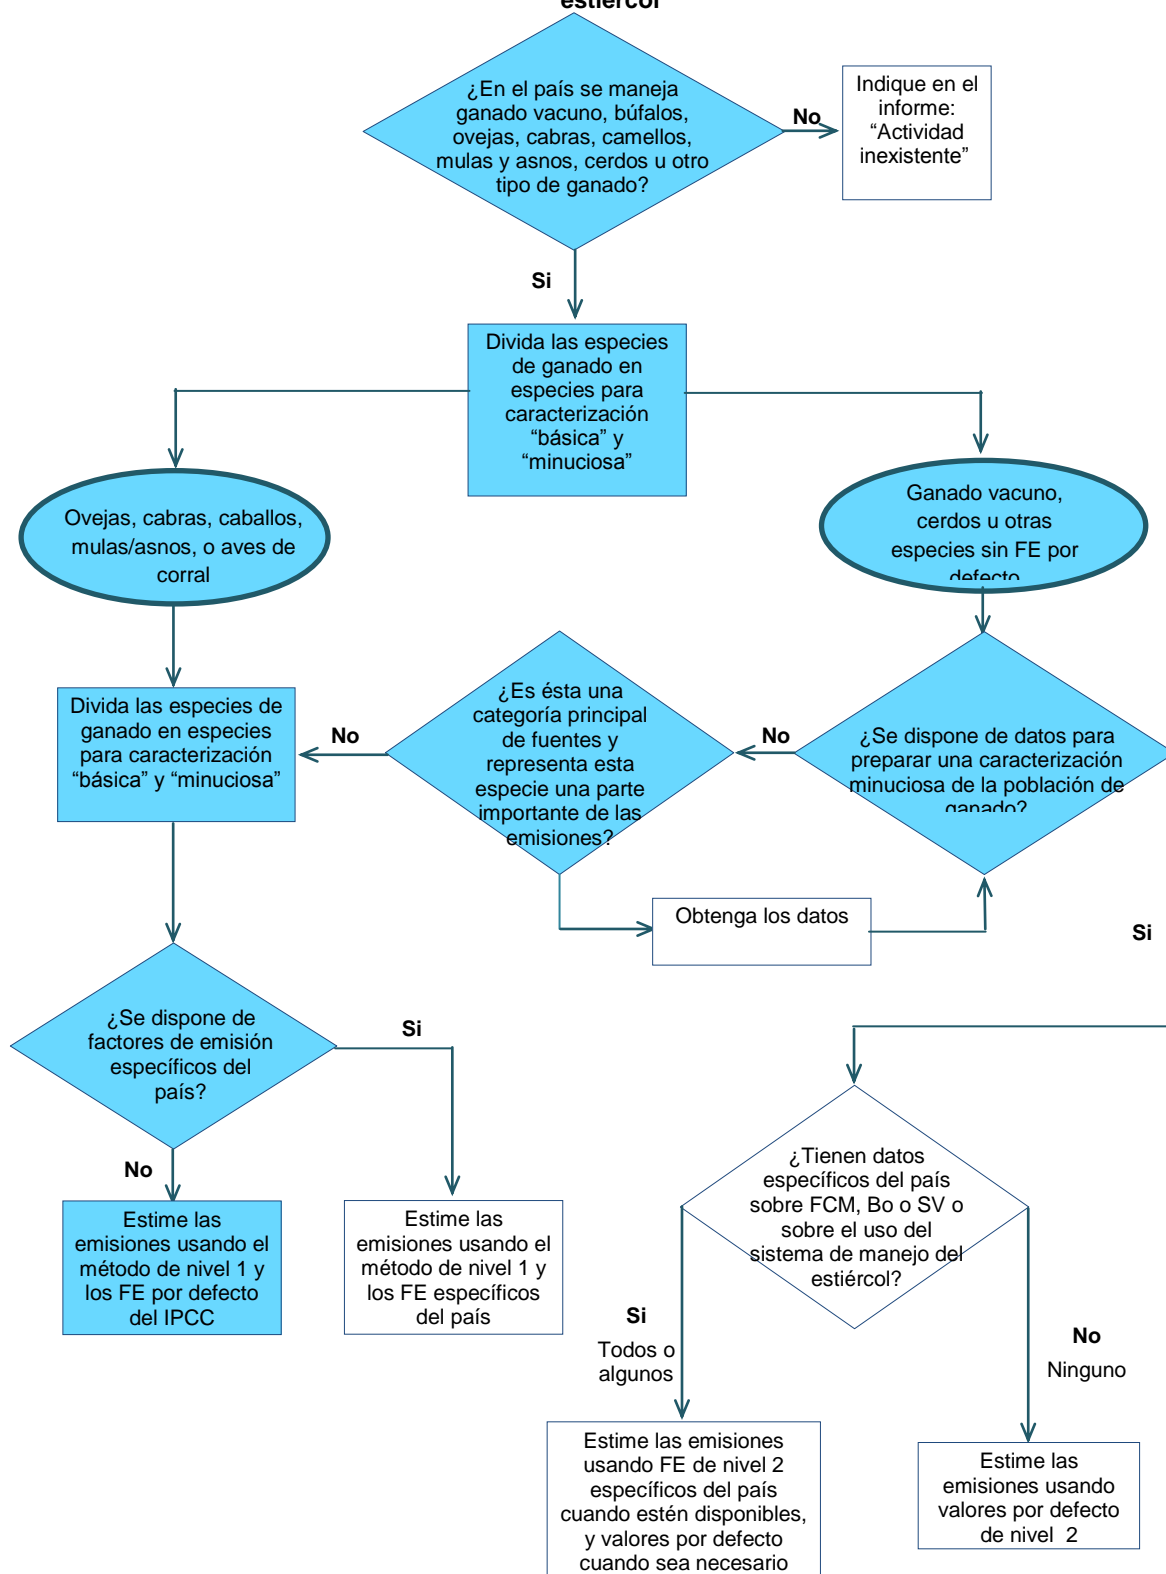 estiércol
¿En el país se maneja
ganado vacuno, búfalos,
ovejas, cabras, camellos,
mulas y asnos, cerdos u otro
tipo de ganado?
No
Indique en el
informe:
“Actividad
inexistente”
Si
Divida las especies
de ganado en
especies para
caracterización
“básica” y
“minuciosa”
Ovejas, cabras, caballos,
mulas/asnos, o aves de
corral
Ganado vacuno,
cerdos u otras
especies sin FE por
defecto
Divida las especies de
ganado en especies
para caracterización
“básica” y “minuciosa”
No
¿Es ésta una
categoría principal
de fuentes y
representa esta
especie una parte
importante de las
emisiones?
No
¿Se dispone de datos para
preparar una caracterización
minuciosa de la población de
ganado?
Obtenga los datos
Si
¿Se dispone de
factores de emisión
específicos del
país?
Si
No
Estime las
emisiones usando el
método de nivel 1 y
los FE por defecto
del IPCC
Estime las
emisiones usando el
método de nivel 1 y
los FE específicos
del país
¿Tienen datos
específicos del país
sobre FCM, Bo o SV o
sobre el uso del
sistema de manejo del
estiércol?
Si
Todos o
algunos
No
Ninguno
Estime las emisiones
usando FE de nivel 2
específicos del país
cuando estén disponibles,
y valores por defecto
cuando sea necesario
Estime las
emisiones usando
valores por defecto
de nivel 2